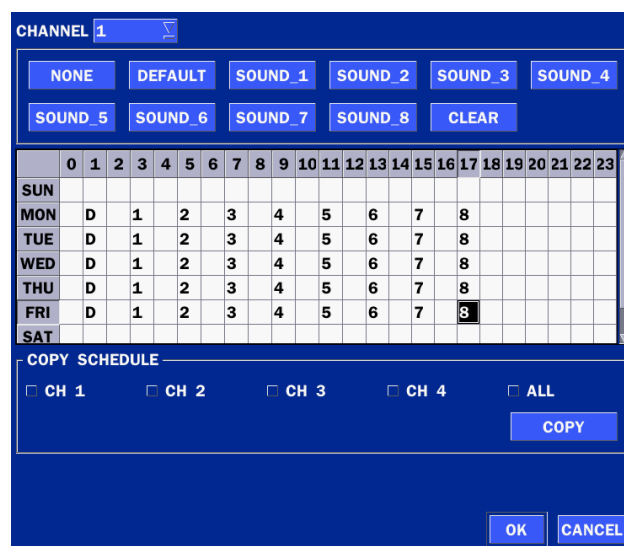 CHANNEL 1
NONE DEFAULT SOUND_1 SOUND_2 SOUND_3 SOUND_4
SOUND_5 SOUND_6 SOUND_7 SOUND_8 CLEAR
0 1 2 3 4 5 6 7 8 9 10 11 12 13 14 15 16 17 18 19 20 21 22 23
SUN
MON D 1 2 3 4 5 6 7 8
TUE D 1 2 3 4 5 6 7 8
WED D 1 2 3 4 5 6 7 8
THU D 1 2 3 4 5 6 7 8
FRI D 1 2 3 4 5 6 7 8
SAT
COPY SCHEDULE
CH 1 CH 2 CH 3 CH 4 ALL
COPY
OK CANCEL